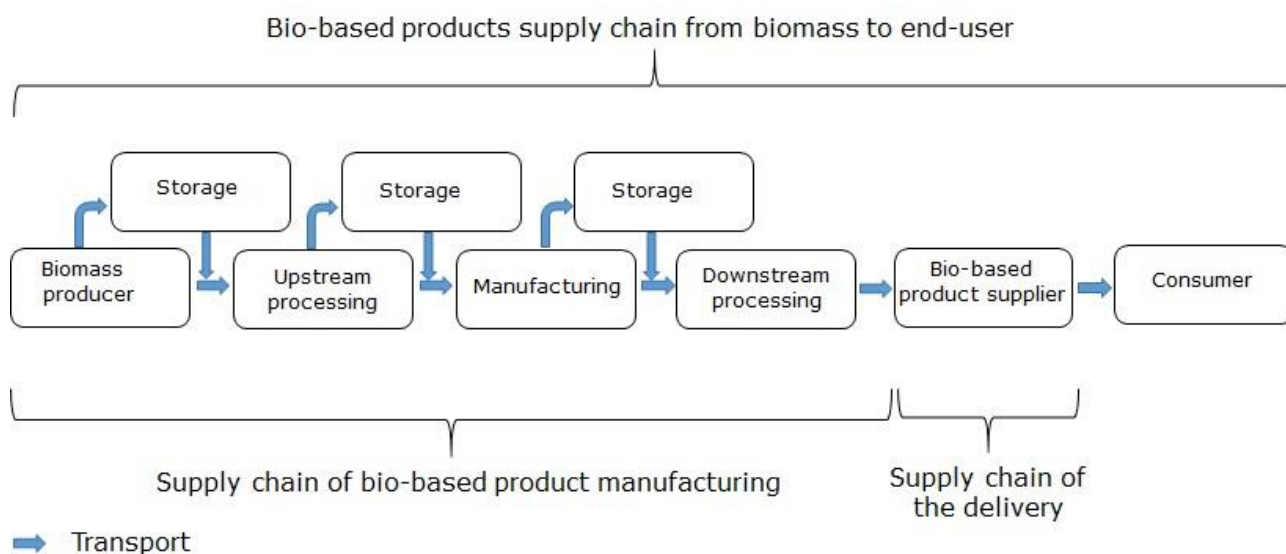 Bio-based products supply chain from biomass to end-user
Storage
Storage
Storage
Biomass
producer
Upstream
processing
Manufacturing
Downstream
processing
Bio-based
product supplier
Consumer
Supply chain of bio-based product manufacturing
Supply chain of
the delivery
Transport